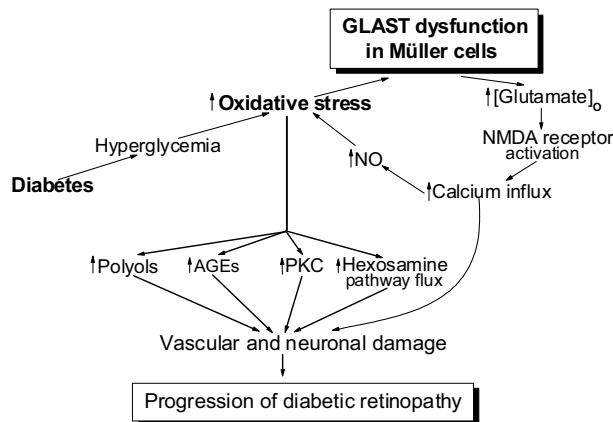 GLAST dysfunction
in Müller cells
↑Oxidative stress
↑[Glutamate]o
Hyperglycemia
↑NO
NMDA receptor
activation
Diabetes
↑Calcium influx
↑Polyols
↑AGEs
↑PKC
↑Hexosamine
pathway flux
Vascular and neuronal damage
Progression of diabetic retinopathy